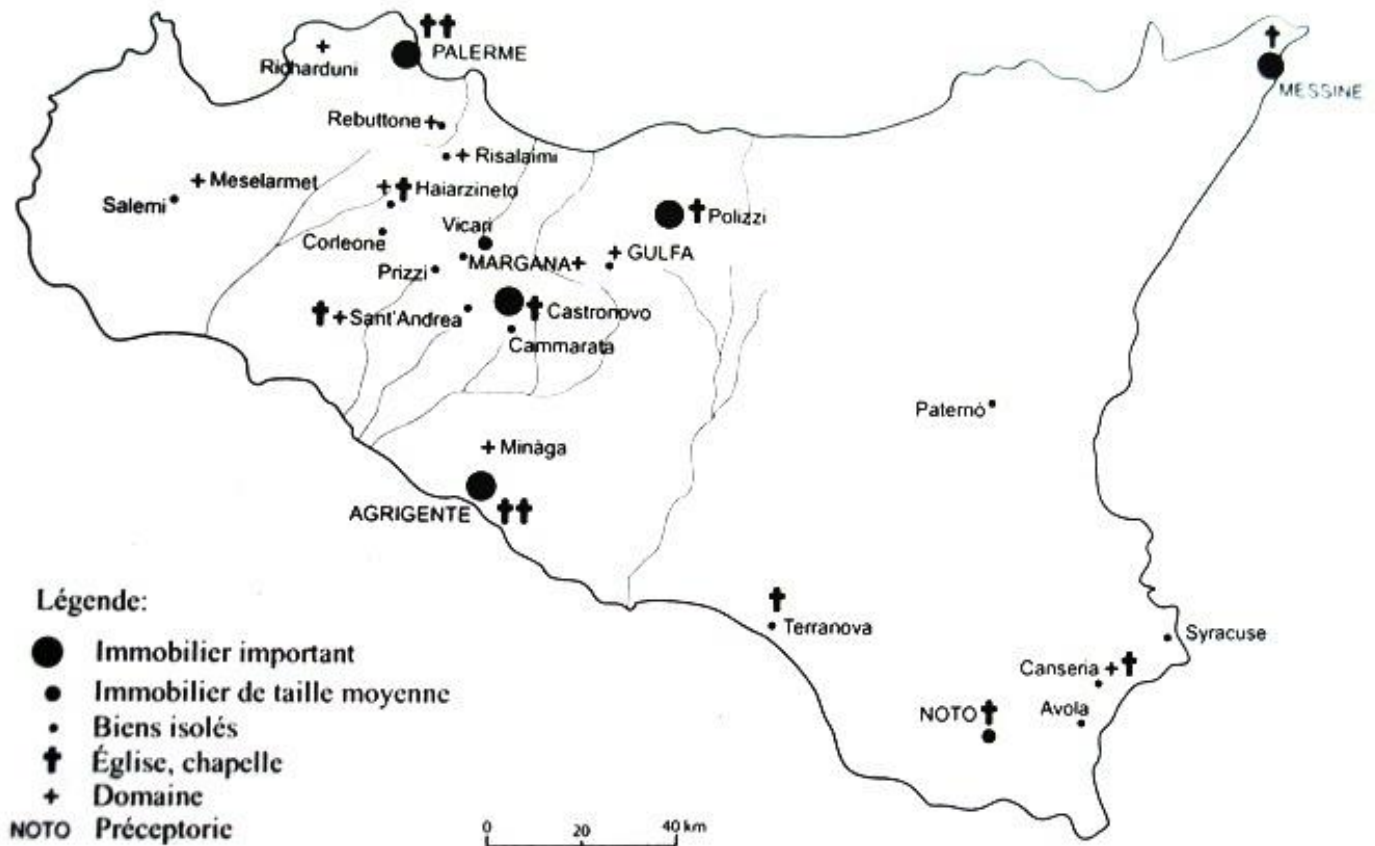 PALERME
Richarduni
MESSINE
Rebuttone
Risalaimi
Meselarmet
Haiarzineto
Salemi
Polizzi
Vicari
Corleone
GULFA
MARGANA
Prizzi
Castronovo
Sant'Andrea
Cammarata
Paternò
Minàga
AGRIGENTE
Légende:
Terranova
Syracuse
Immobilier important
Canseria
Immobilier de taille moyenne
Avola
NOTO
Biens isolés
Église, chapelle
Domaine
NOTO Préceptorie
0 20 40 km